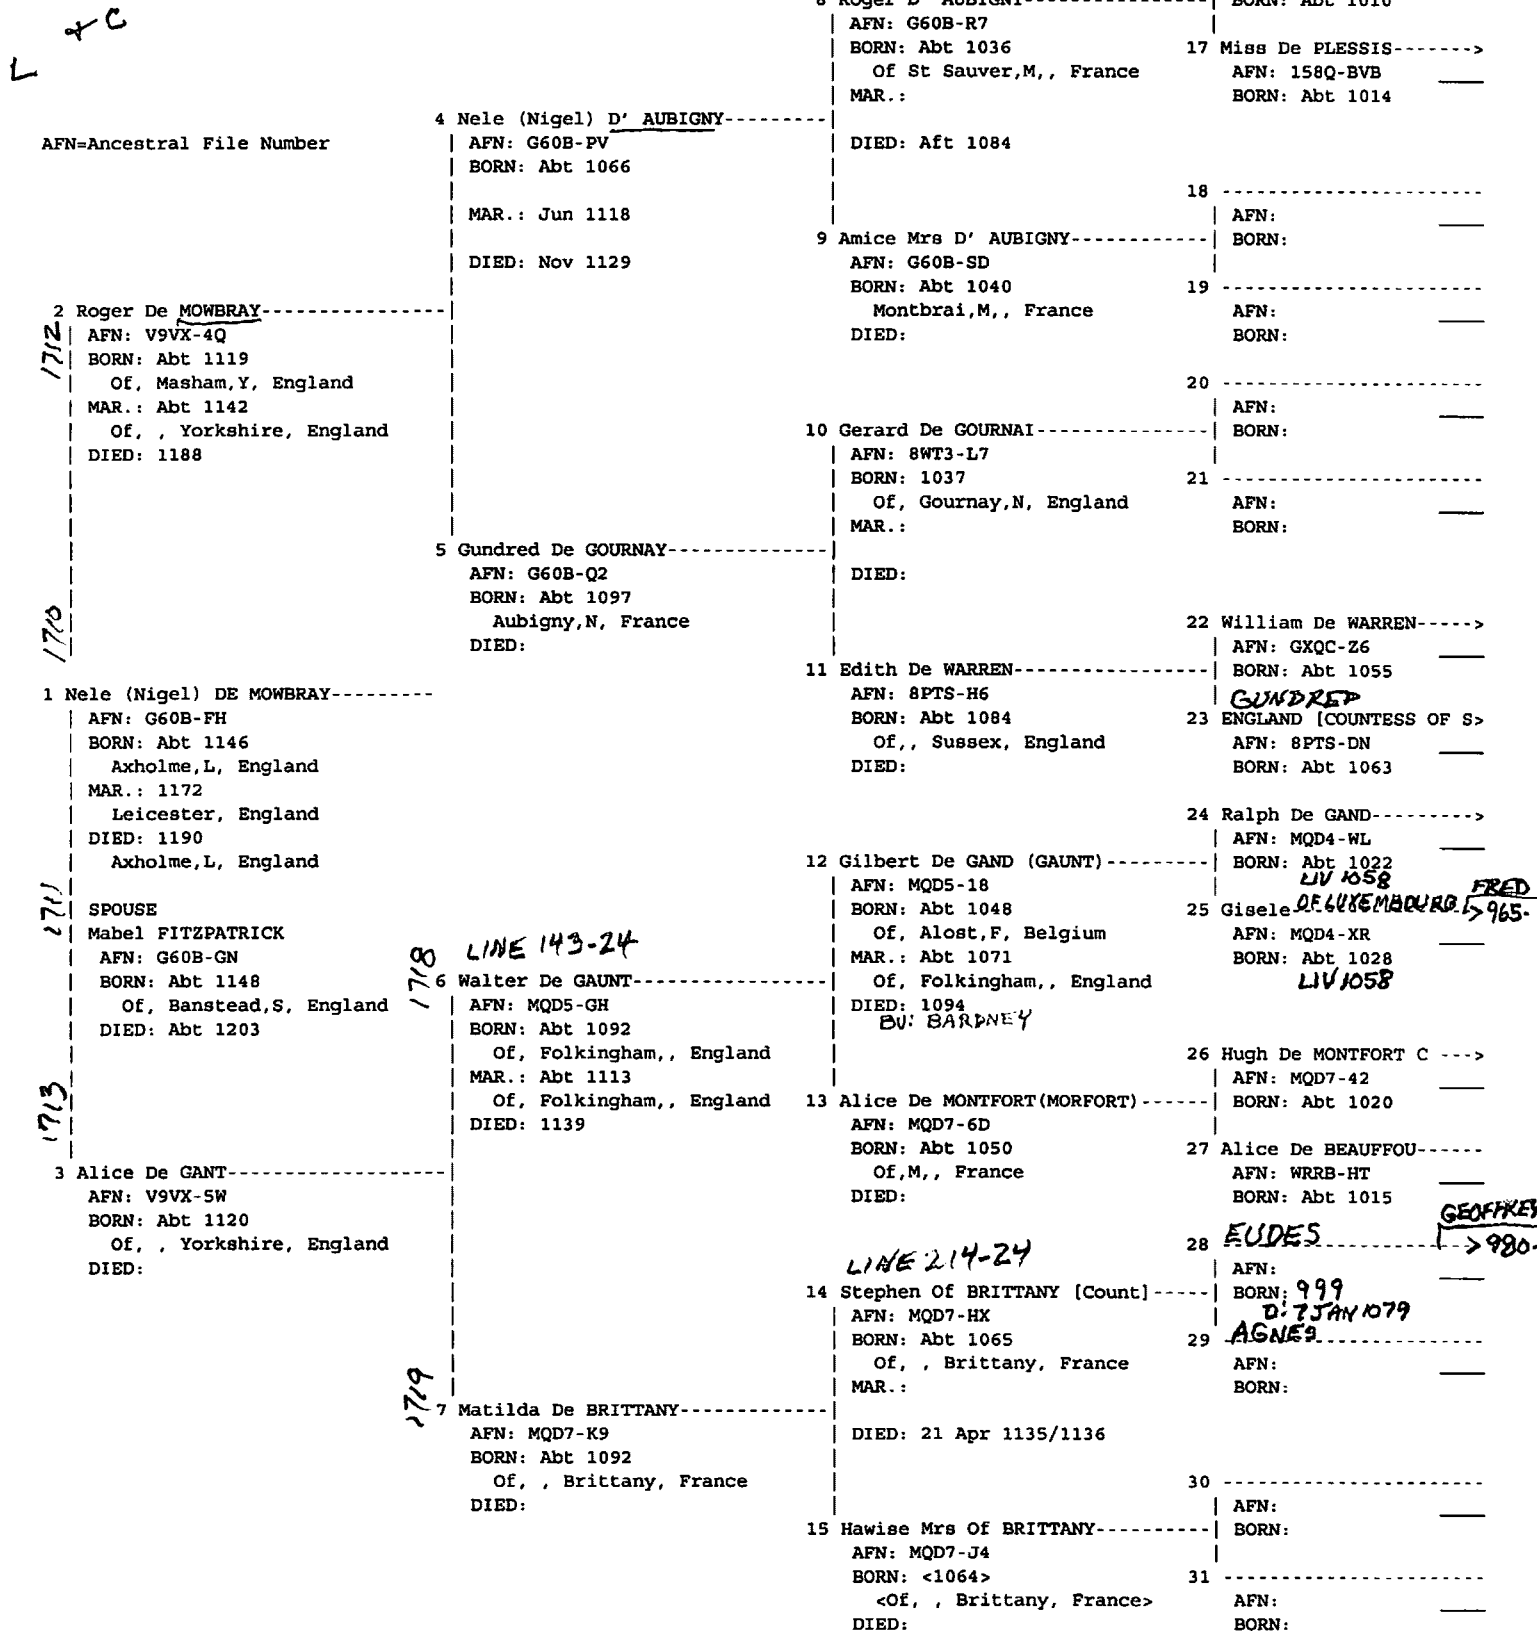 8 Roger D' AUBIGNY
BORN: Abt 1010
AFN: G60B-R7
BORN: Abt 1036
Of St Sauver,M,, France
MAR.:
DIED: Aft 1084
17 Miss De PLESSIS------->
AFN: 158Q-BVB
BORN: Abt 1014
L & C
AFN=Ancestral File Number
4 Nele (Nigel) D' AUBIGNY---------
AFN: G60B-PV
BORN: Abt 1066
MAR.: Jun 1118
DIED: Nov 1129
18 ------------------------
AFN:
BORN:
9 Amice Mrs D' AUBIGNY------------
AFN: G60B-SD
BORN: Abt 1040
Montbrai,M,, France
DIED:
19 ------------------------
AFN:
BORN:
2 Roger De MOWBRAY----------------
1712
AFN: V9VX-4Q
BORN: Abt 1119
Of, Masham,Y, England
MAR.: Abt 1142
Of, , Yorkshire, England
DIED: 1188
20 ------------------------
AFN:
BORN:
10 Gerard De GOURNAI---------------
AFN: 8WT3-L7
BORN: 1037
Of, Gournay,N, England
MAR.:
DIED:
21 ------------------------
AFN:
BORN:
5 Gundred De GOURNAY--------------
AFN: G60B-Q2
BORN: Abt 1097
Aubigny,N, France
DIED:
1710
22 William De WARREN----->
AFN: GXQC-Z6
BORN: Abt 1055
11 Edith De WARREN-----------------
AFN: 8PTS-H6
BORN: Abt 1084
Of,, Sussex, England
DIED:
GUNDRED
23 ENGLAND [COUNTESS OF S>
AFN: 8PTS-DN
BORN: Abt 1063
1 Nele (Nigel) DE MOWBRAY---------
AFN: G60B-FH
BORN: Abt 1146
Axholme,L, England
MAR.: 1172
Leicester, England
DIED: 1190
Axholme,L, England
1711
SPOUSE
Mabel FITZPATRICK
AFN: G60B-GN
BORN: Abt 1148
Of, Banstead,S, England
DIED: Abt 1203
24 Ralph De GAND--------->
AFN: MQD4-WL
BORN: Abt 1022
LIV 1058
12 Gilbert De GAND (GAUNT)---------
AFN: MQD5-18
BORN: Abt 1048
Of, Alost,F, Belgium
MAR.: Abt 1071
Of, Folkingham,, England
DIED: 1094
BU: BARDNEY
25 Gisele OF LUXEMBOURG
FRED
>965-
AFN: MQD4-XR
BORN: Abt 1028
LIV 1058
LINE 143-24
1718
6 Walter De GAUNT-----------------
AFN: MQD5-GH
BORN: Abt 1092
Of, Folkingham,, England
MAR.: Abt 1113
Of, Folkingham,, England
DIED: 1139
26 Hugh De MONTFORT C --->
AFN: MQD7-42
BORN: Abt 1020
1713
13 Alice De MONTFORT(MORFORT)------
AFN: MQD7-6D
BORN: Abt 1050
Of,M,, France
DIED:
27 Alice De BEAUFFOU------
AFN: WRRB-HT
BORN: Abt 1015
3 Alice De GANT-------------------
AFN: V9VX-5W
BORN: Abt 1120
Of, , Yorkshire, England
DIED:
28 EUDES
GEOFFREY
>980-
AFN:
BORN: 999
D: 7 JAN 1079
LINE 214-24
14 Stephen Of BRITTANY [Count]-----
AFN: MQD7-HX
BORN: Abt 1065
Of, , Brittany, France
MAR.:
DIED: 21 Apr 1135/1136
29 AGNES
AFN:
BORN:
1719
7 Matilda De BRITTANY-------------
AFN: MQD7-K9
BORN: Abt 1092
Of, , Brittany, France
DIED:
30 ------------------------
AFN:
BORN:
15 Hawise Mrs Of BRITTANY----------
AFN: MQD7-J4
BORN: <1064>
<Of, , Brittany, France>
DIED:
31 ------------------------
AFN:
BORN: